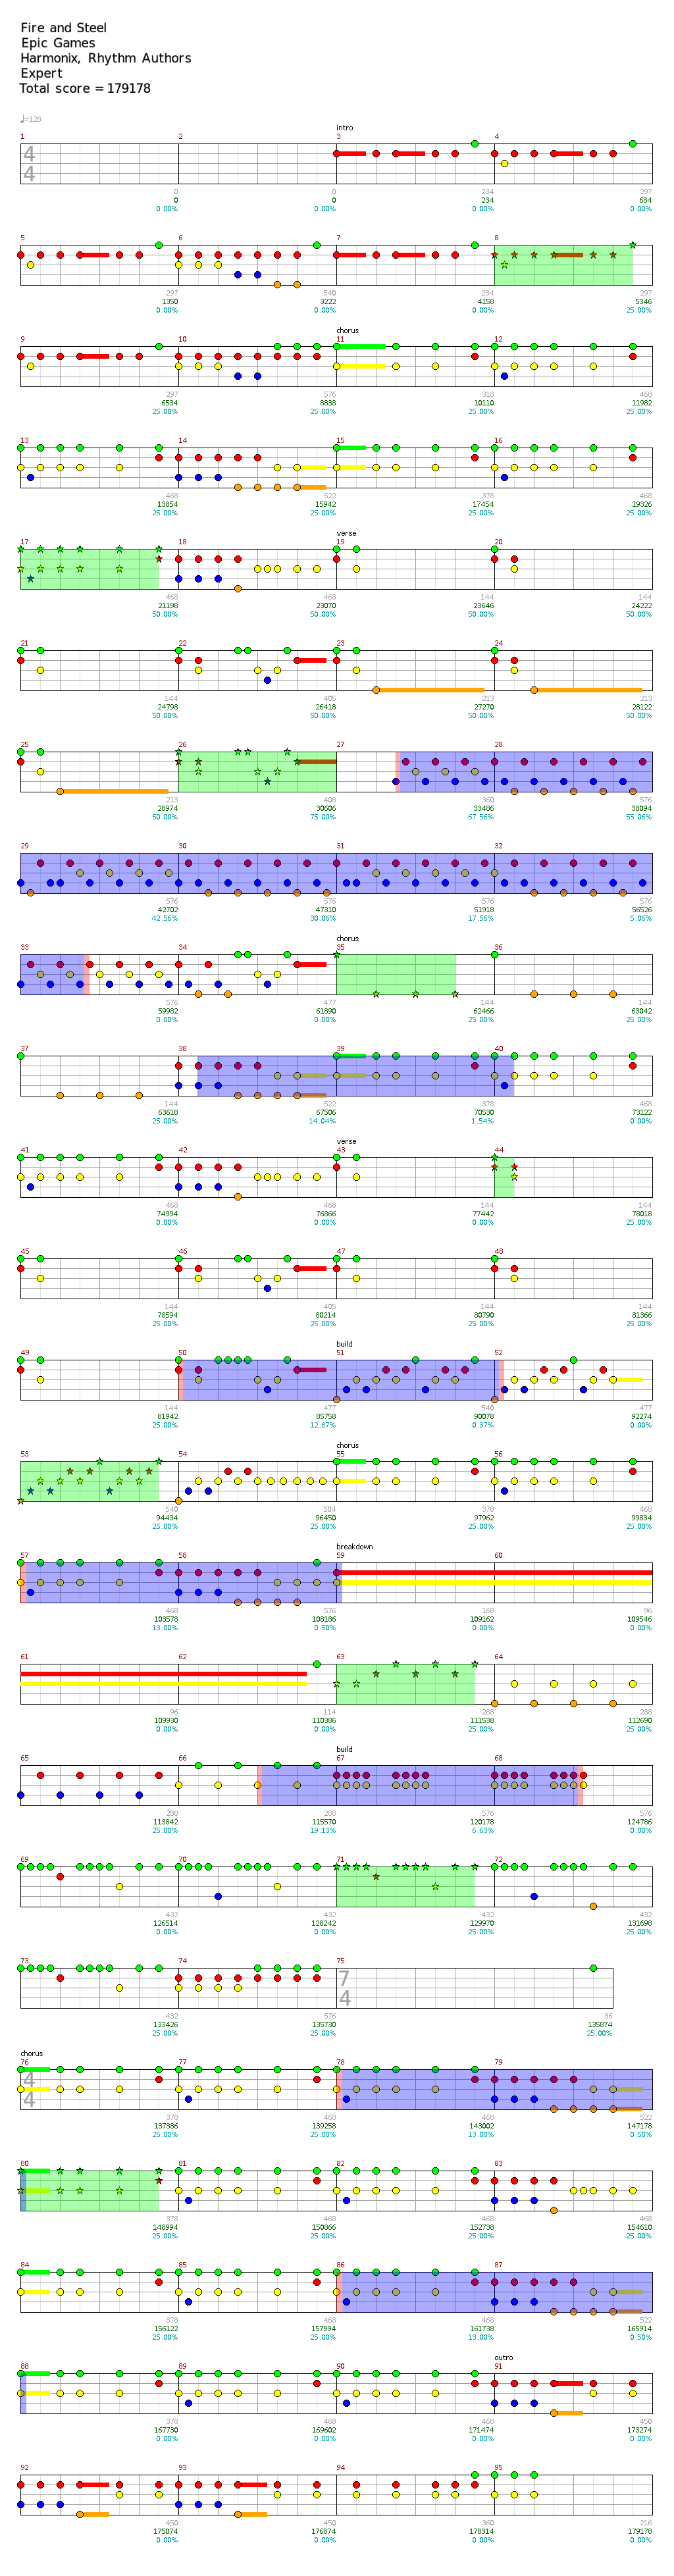 Fire and Steel
Epic Games
Harmonix, Rhythm Authors
Expert
Total score = 179178
♩=128
intro
1 2 3 4
4
4
0 0 234 297
0 0 234 684
0.00% 0.00% 0.00% 0.00%
5 6 7 8
297 540 234 297
1350 3222 4158 5346
0.00% 0.00% 0.00% 25.00%
chorus
9 10 11 12
297 576 318 468
6534 8838 10110 11982
25.00% 25.00% 25.00% 25.00%
13 14 15 16
468 522 378 468
13854 15942 17454 19326
25.00% 25.00% 25.00% 25.00%
verse
17 18 19 20
468 468 144 144
21198 23070 23646 24222
50.00% 50.00% 50.00% 50.00%
21 22 23 24
144 405 213 213
24798 26418 27270 28122
50.00% 50.00% 50.00% 50.00%
25 26 27 28
213 408 360 576
28974 30606 33486 38094
50.00% 75.00% 67.56% 55.06%
29 30 31 32
576 576 576 576
42702 47310 51918 56526
42.56% 30.06% 17.56% 5.06%
chorus
33 34 35 36
576 477 144 144
59982 61890 62466 63042
0.00% 0.00% 25.00% 25.00%
37 38 39 40
144 522 378 468
63618 67506 70530 73122
25.00% 14.04% 1.54% 0.00%
verse
41 42 43 44
468 468 144 144
74994 76866 77442 78018
0.00% 0.00% 0.00% 25.00%
45 46 47 48
144 405 144 144
78594 80214 80790 81366
25.00% 25.00% 25.00% 25.00%
build
49 50 51 52
144 477 540 477
81942 85758 90078 92274
25.00% 12.87% 0.37% 0.00%
chorus
53 54 55 56
540 504 378 468
94434 96450 97962 99834
25.00% 25.00% 25.00% 25.00%
breakdown
57 58 59 60
468 576 168 96
103578 108186 109162 109546
13.00% 0.50% 0.00% 0.00%
61 62 63 64
96 114 288 288
109930 110386 111538 112690
0.00% 0.00% 25.00% 25.00%
build
65 66 67 68
288 288 576 576
113842 115570 120178 124786
25.00% 19.13% 6.63% 0.00%
69 70 71 72
432 432 432 432
126514 128242 129970 131698
0.00% 0.00% 25.00% 25.00%
73 74 75
7
4
432 576 36
133426 135730 135874
25.00% 25.00% 25.00%
chorus
76 77 78 79
4
4
378 468 468 522
137386 139258 143002 147178
25.00% 25.00% 13.00% 0.50%
80 81 82 83
378 468 468 468
148994 150866 152738 154610
25.00% 25.00% 25.00% 25.00%
84 85 86 87
378 468 468 522
156122 157994 161738 165914
25.00% 25.00% 13.00% 0.50%
outro
88 89 90 91
378 468 468 450
167730 169602 171474 173274
0.00% 0.00% 0.00% 0.00%
92 93 94 95
450 450 360 216
175074 176874 178314 179178
0.00% 0.00% 0.00% 0.00%